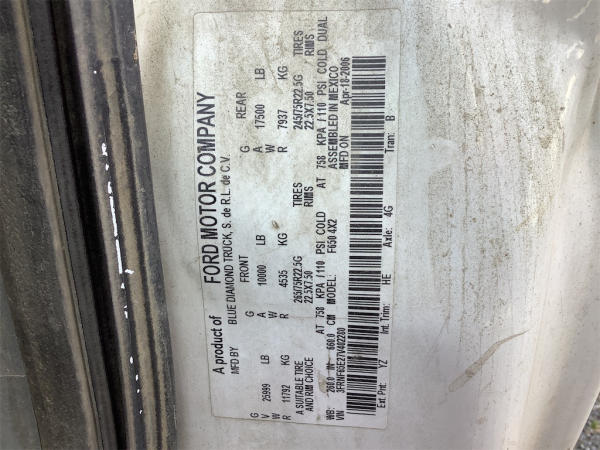 A product of FORD MOTOR COMPANY
MFD BY BLUE DIAMOND TRUCK, S. de R.L. de C.V.
FRONT REAR
G G G
V 25999 LB A 10000 LB A 17500 LB
W W W
R 11792 KG R 4535 KG R 7937 KG
A SUITABLE TIRE 265/75R22.5G TIRES 245/75R22.5G TIRES
AND RIM CHOICE 22.5X7.50 RIMS 22.5X7.50 RIMS
AT 758 KPA / 110 PSI COLD AT 758 KPA / 110 PSI COLD DUAL
WB: 260.0 IN 660.0 CM MODEL: F650 4X2 ASSEMBLED IN MEXICO
VIN 3FRMF65E27V402280 MFD ON Apr-18-2006
Ext. Pnt: YZ Int. Trim: HE Axle: 4G Tran: B